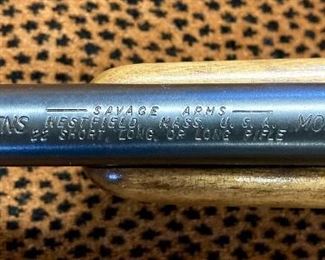 SAVAGE ARMS
NS WESTFIELD, MASS. U.S.A. MO
22 SHORT, LONG, OR LONG RIFLE